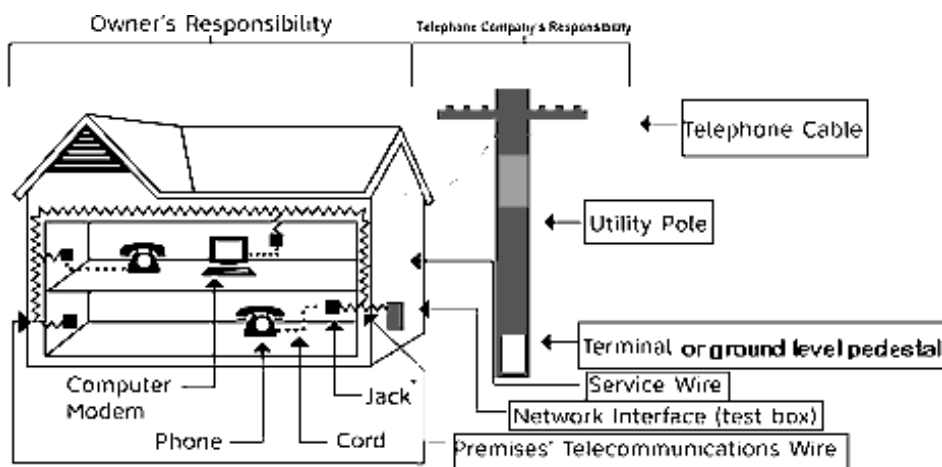 Owner's Responsibility
Telephone Company's Responsibility
Telephone Cable
Utility Pole
Terminal or ground level pedestal
Service Wire
Network Interface (test box)
Premises' Telecommunications Wire
Computer
Modem
Jack*
Phone
Cord